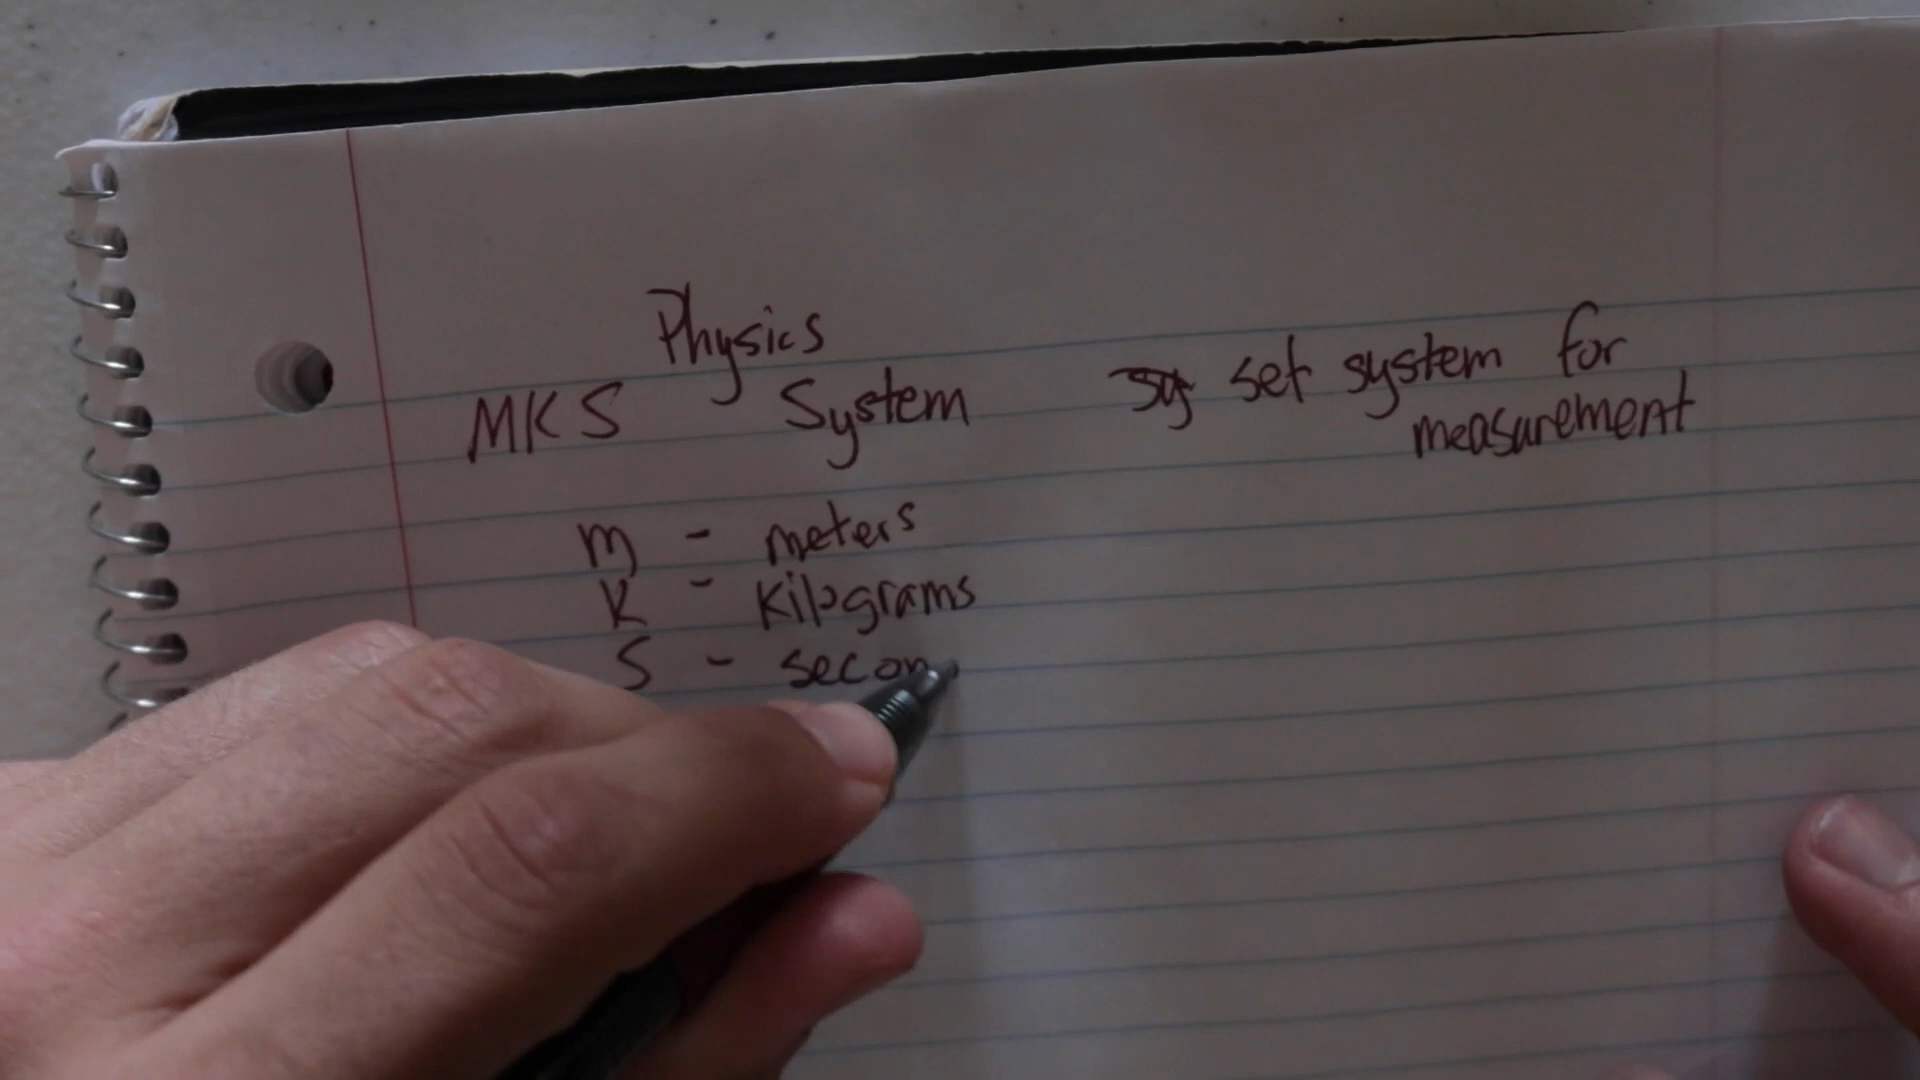 Physics
MKS System
set system for
measurement
m - meters
K - Kilograms
S - secon